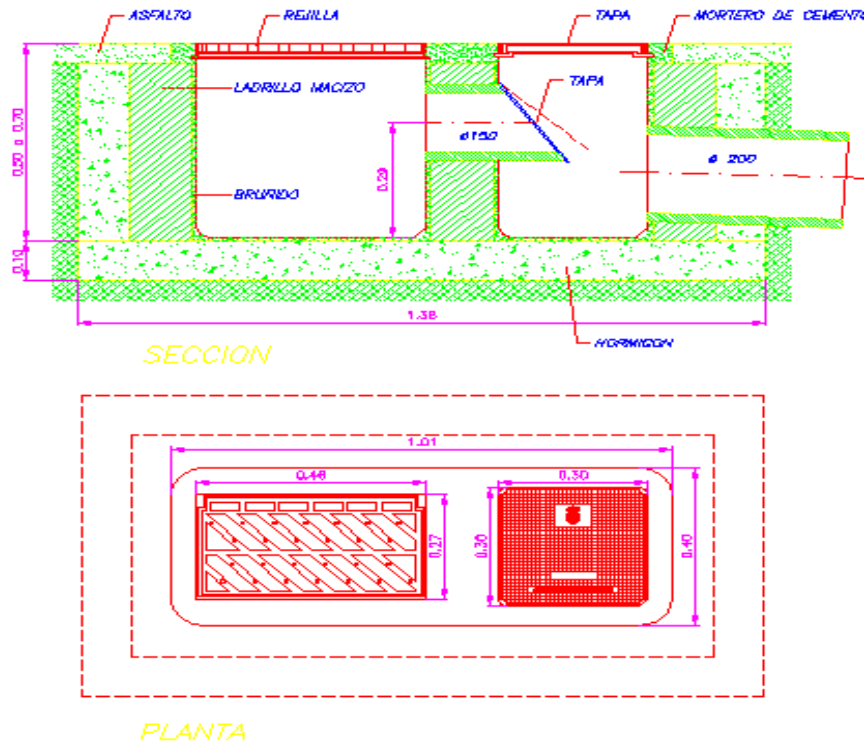 ASFALTO
REJILLA
TAPA
MORTERO DE CEMENTO
LADRILLO MACIZO
TAPA
ø150
ø 200
0.50 a 0.70
0.29
BRUÑIDO
0.10
1.38
HORMIGON
SECCION
1.01
0.46
0.30
0.27
0.30
0.40
PLANTA